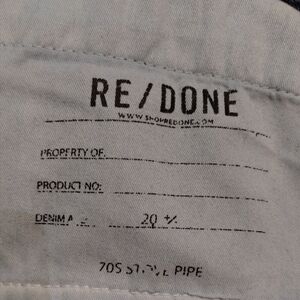 RE/DONE
WWW.SHOPREDONE.COM
PROPERTY OF:
PRODUCT NO:
DENIM 20 +/-
70S PIPE